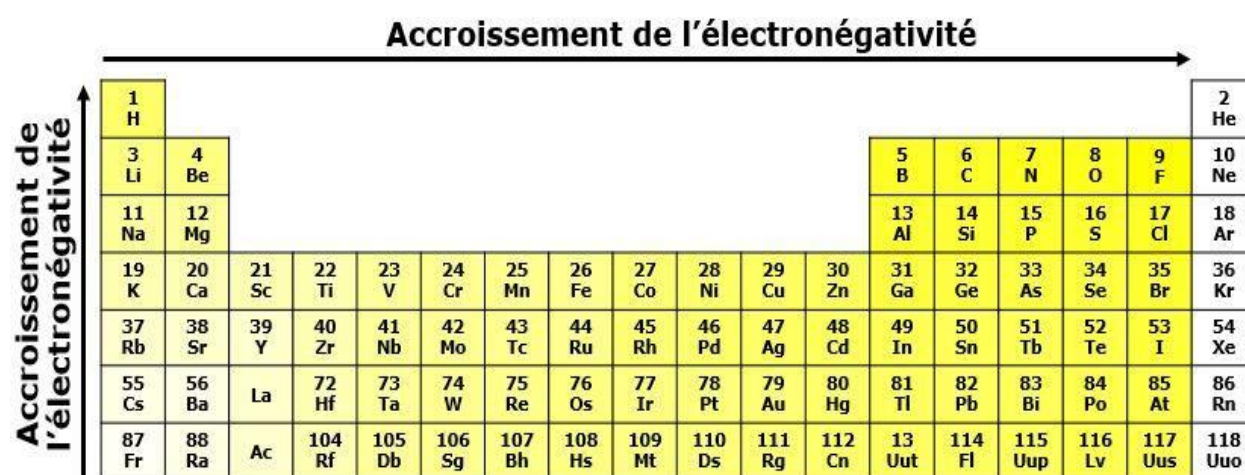 Accroissement de l'électronégativité
Accroissement de
l'électronégativité
1 2
H He
3 4 5 6 7 8 9 10
Li Be B C N O F Ne
11 12 13 14 15 16 17 18
Na Mg Al Si P S Cl Ar
19 20 21 22 23 24 25 26 27 28 29 30 31 32 33 34 35 36
K Ca Sc Ti V Cr Mn Fe Co Ni Cu Zn Ga Ge As Se Br Kr
37 38 39 40 41 42 43 44 45 46 47 48 49 50 51 52 53 54
Rb Sr Y Zr Nb Mo Tc Ru Rh Pd Ag Cd In Sn Tb Te I Xe
55 56 La 72 73 74 75 76 77 78 79 80 81 82 83 84 85 86
Cs Ba Hf Ta W Re Os Ir Pt Au Hg Tl Pb Bi Po At Rn
87 88 Ac 104 105 106 107 108 109 110 111 112 13 114 115 116 117 118
Fr Ra Rf Db Sg Bh Hs Mt Ds Rg Cn Uut Fl Uup Lv Uus Uuo